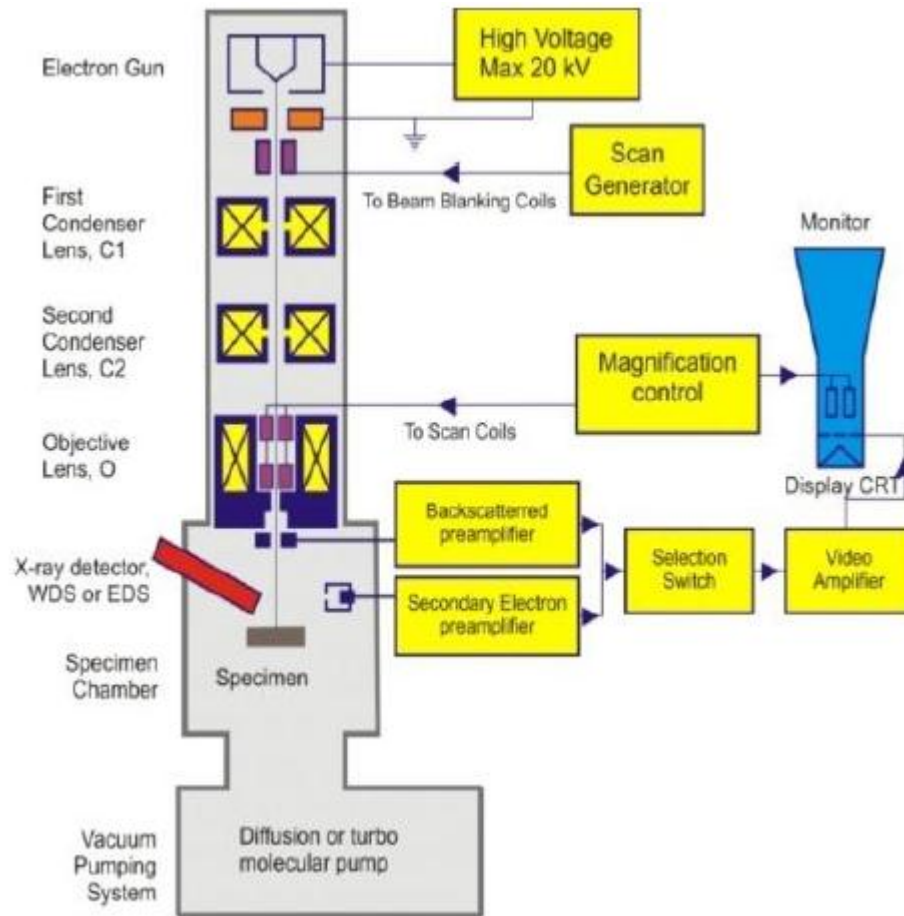 Electron Gun
High Voltage
Max 20 kV
Scan
Generator
To Beam Blanking Coils
First
Condenser
Lens, C1
Monitor
Second
Condenser
Lens, C2
Magnification
control
To Scan Coils
Objective
Lens, O
Display CRT
Backscatterred
preamplifier
Selection
Switch
Video
Amplifier
X-ray detector,
WDS or EDS
Secondary Electron
preamplifier
Specimen
Chamber
Specimen
Vacuum
Pumping
System
Diffusion or turbo
molecular pump